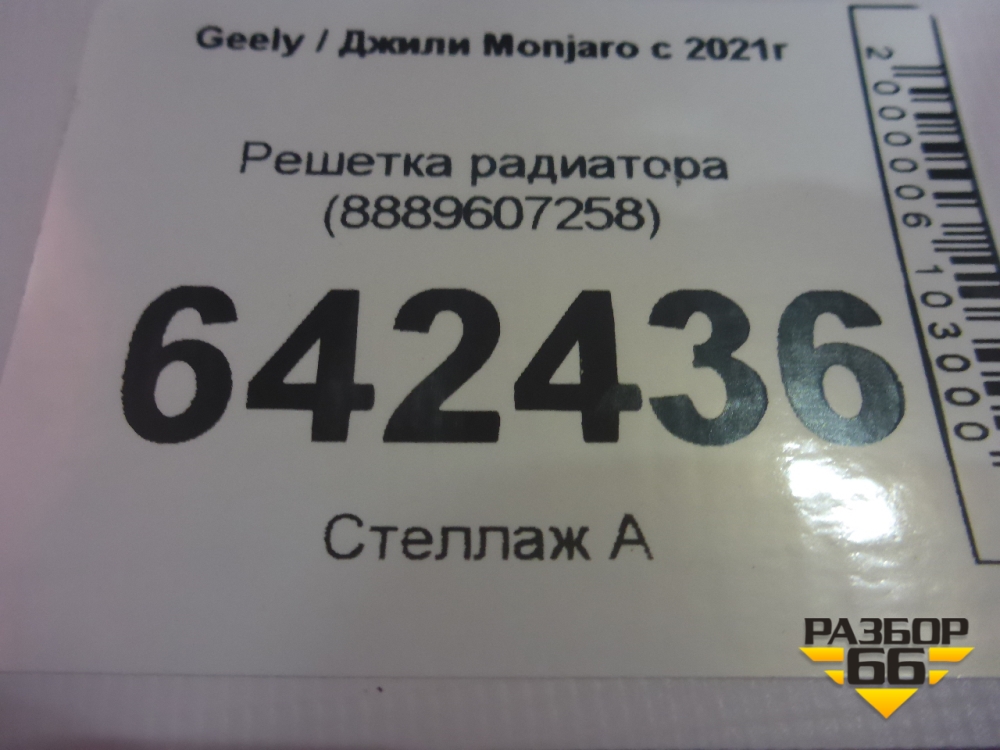 Geely / Джили Monjaro с 2021г
Решетка радиатора
(8889607258)
642436
Стеллаж А
2000006103000
РАЗБОР
66